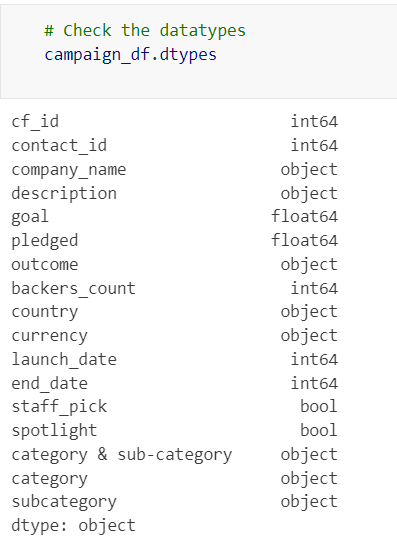 # Check the datatypes
campaign_df.dtypes
cf_id int64
contact_id int64
company_name object
description object
goal float64
pledged float64
outcome object
backers_count int64
country object
currency object
launch_date int64
end_date int64
staff_pick bool
spotlight bool
category & sub-category object
category object
subcategory object
dtype: object